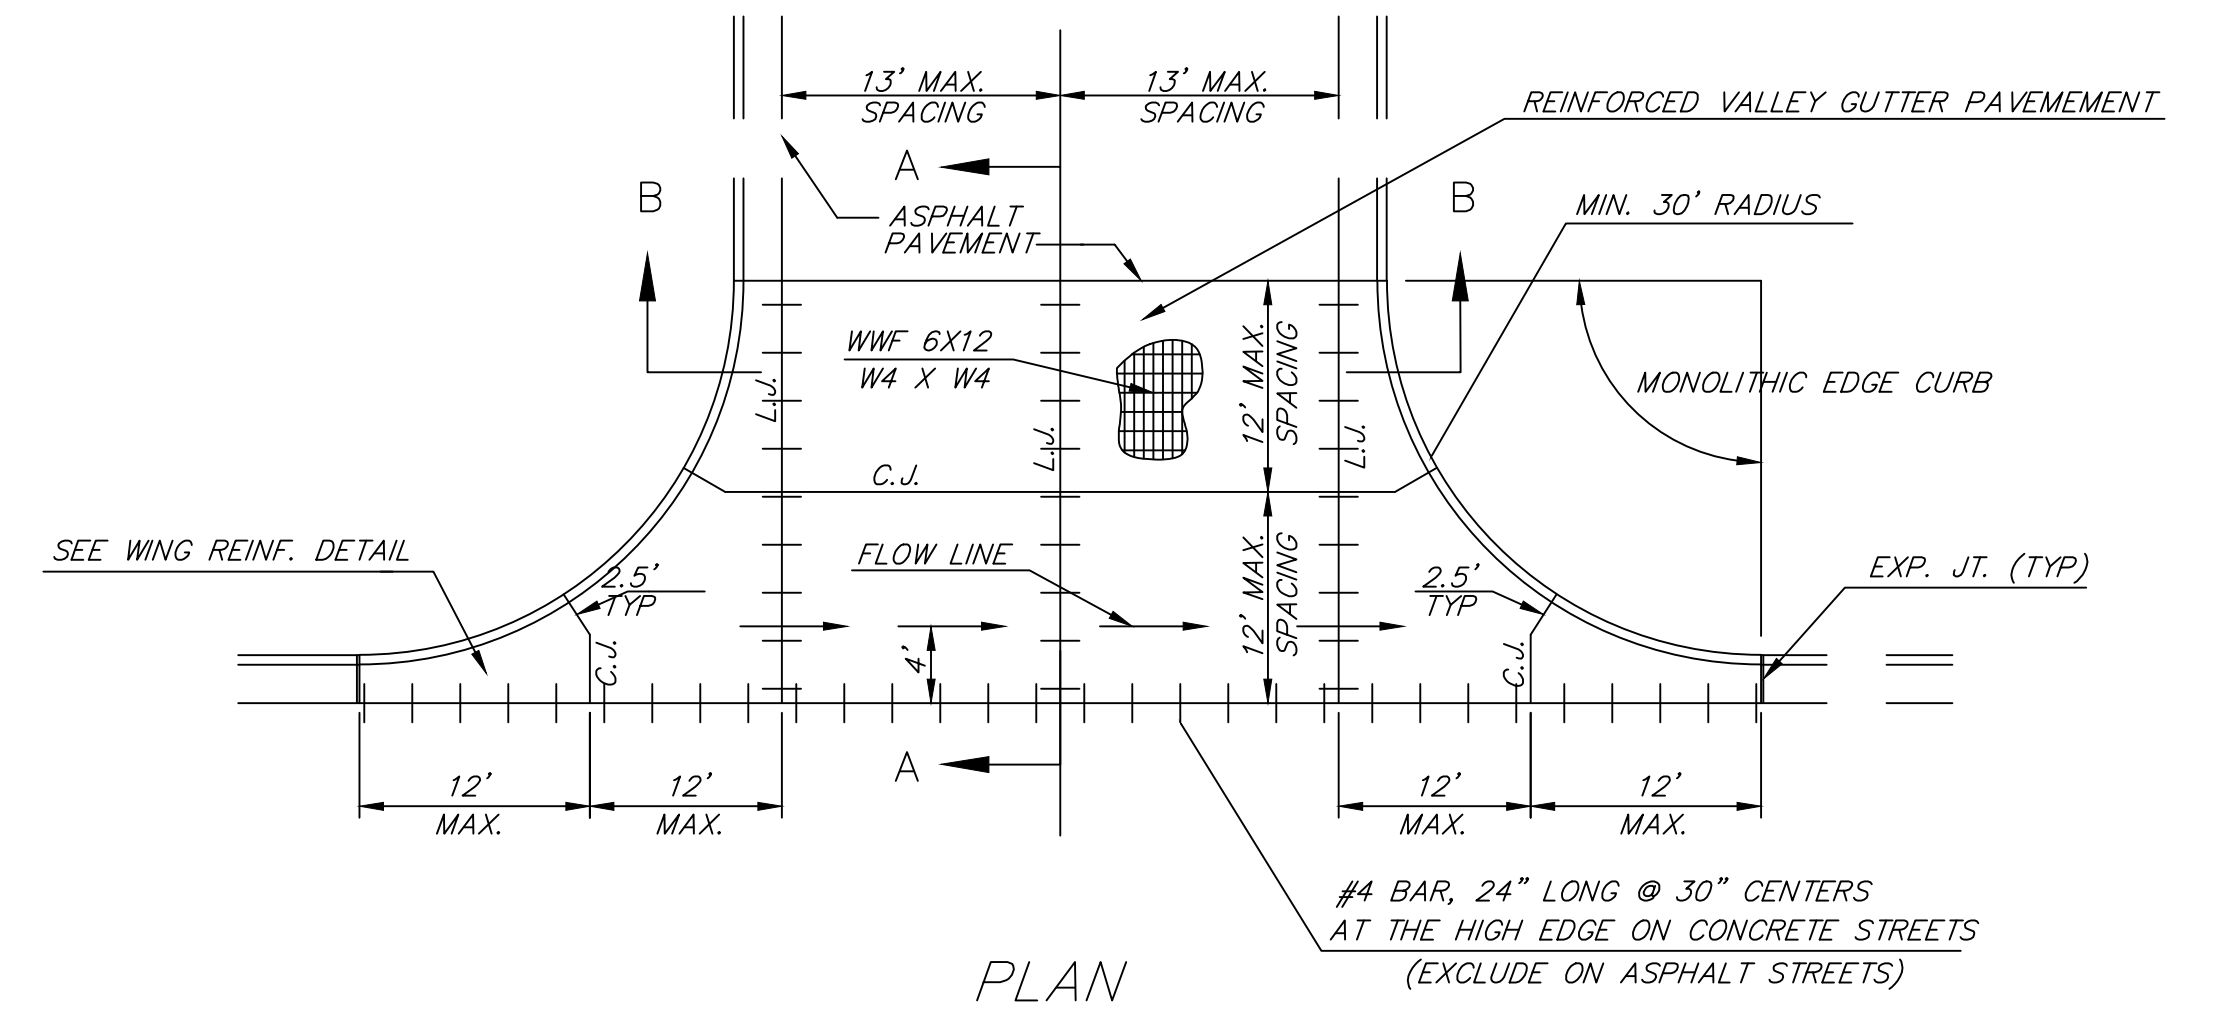 13' MAX.
SPACING
13' MAX.
SPACING
REINFORCED VALLEY GUTTER PAVEMEMENT
A
B
B
MIN. 30' RADIUS
ASPHALT
PAVEMENT
WWF 6X12
W4 X W4
12' MAX.
SPACING
MONOLITHIC EDGE CURB
L.J.
L.J.
L.J.
C.J.
SEE WING REINF. DETAIL
FLOW LINE
12' MAX.
SPACING
EXP. JT. (TYP)
2.5'
TYP
2.5'
TYP
C.J.
4'
C.J.
A
12'
MAX.
12'
MAX.
12'
MAX.
12'
MAX.
#4 BAR, 24" LONG @ 30" CENTERS
AT THE HIGH EDGE ON CONCRETE STREETS
(EXCLUDE ON ASPHALT STREETS)
PLAN